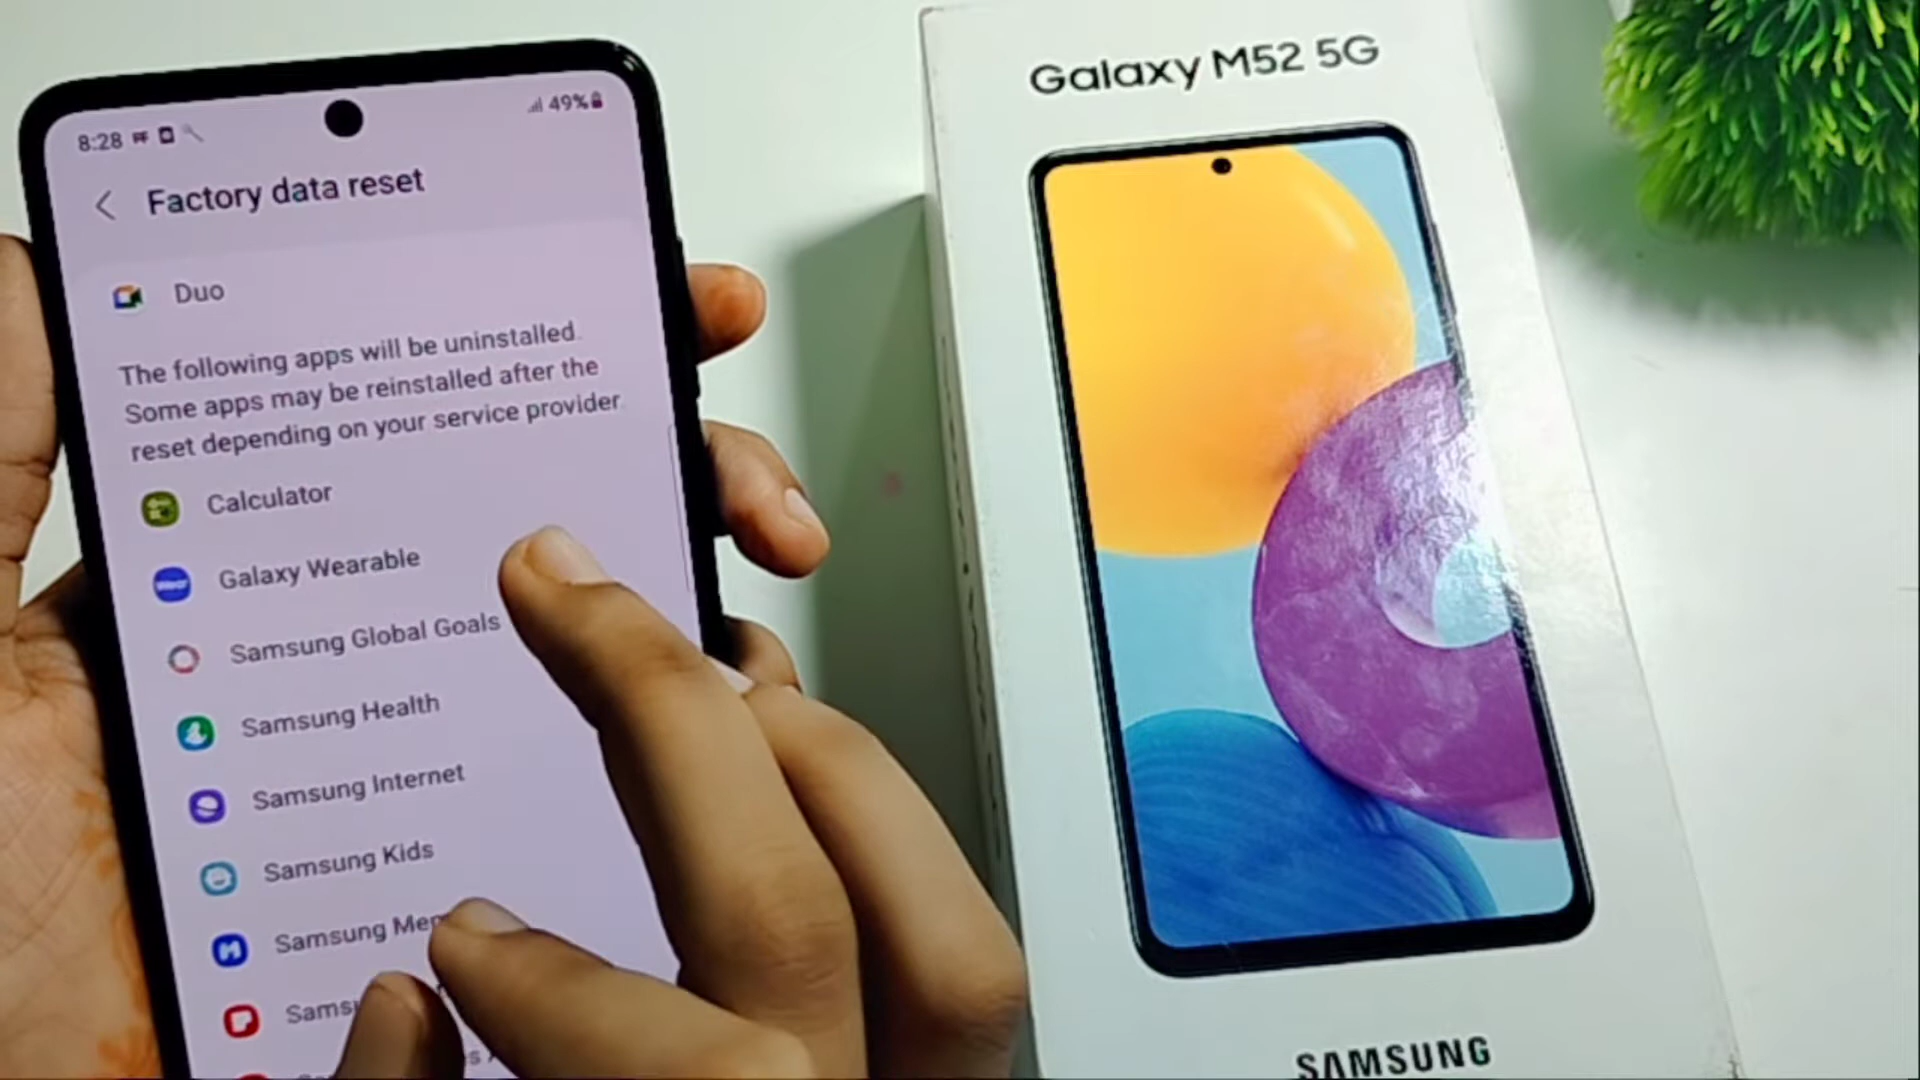 8:28
49%
Factory data reset
Duo
The following apps will be uninstalled.
Some apps may be reinstalled after the
reset depending on your service provider.
Calculator
Galaxy Wearable
Samsung Global Goals
Samsung Health
Samsung Internet
Samsung Kids
Samsung
Galaxy M52 5G
SAMSUNG